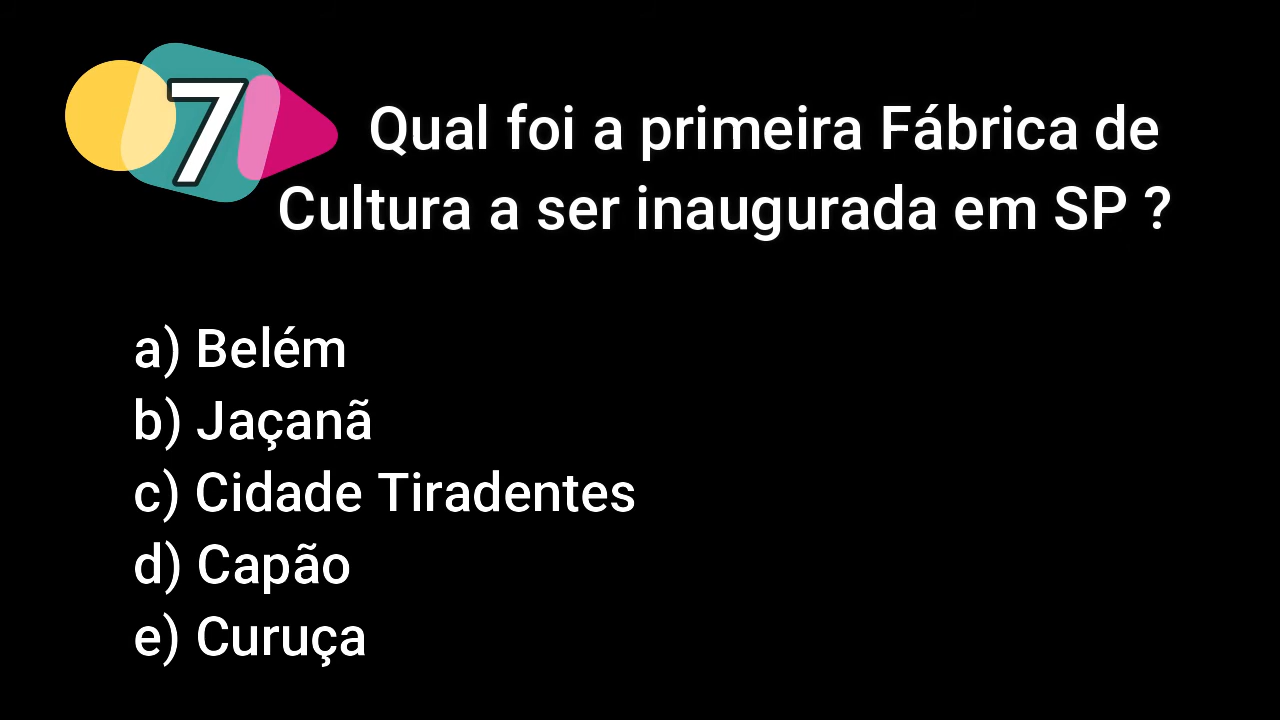 7
Qual foi a primeira Fábrica de
Cultura a ser inaugurada em SP ?
a) Belém
b) Jaçanã
c) Cidade Tiradentes
d) Capão
e) Curuça